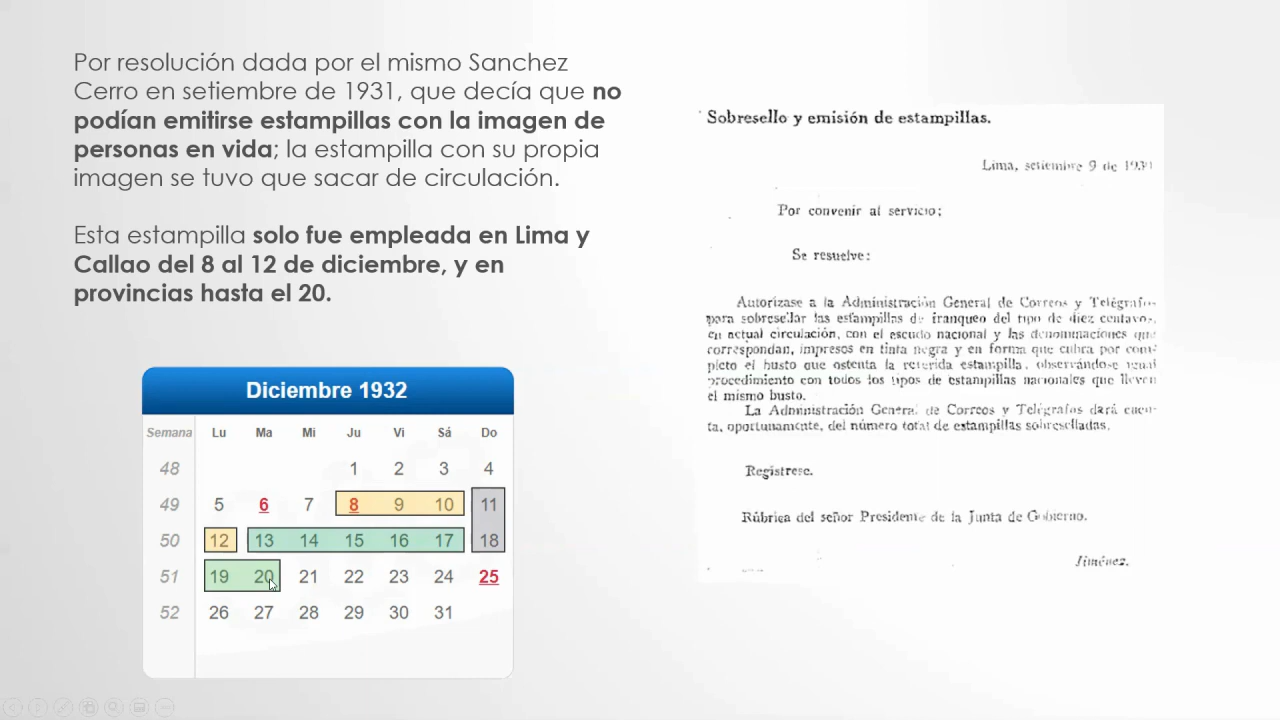 Por resolución dada por el mismo Sanchez
Cerro en setiembre de 1931, que decía que no
podían emitirse estampillas con la imagen de
personas en vida; la estampilla con su propia
imagen se tuvo que sacar de circulación.
Esta estampilla solo fue empleada en Lima y
Callao del 8 al 12 de diciembre, y en
provincias hasta el 20.
Diciembre 1932
Semana Lu Ma Mi Ju Vi Sá Do
48 1 2 3 4
49 5 6 7 8 9 10 11
50 12 13 14 15 16 17 18
51 19 20 21 22 23 24 25
52 26 27 28 29 30 31
Sobresello y emisión de estampillas.
Lima, setiembre 9 de
Por convenir al servicio;
Se resuelve:
Autorízase a la Administración General de Correos y Telégrafos
para sobresellar las estampillas de franqueo del tipo de diez centavos,
en actual circulación, con el escudo nacional y las denominaciones que
correspondan, impresos en tinta negra y en forma que cubra por com-
pleto el busto que ostenta la referida estampilla, observándose igual
procedimiento con todos los tipos de estampillas nacionales que lleven
el mismo busto.
La Administración General de Correos y Telégrafos dará cuen-
ta, oportunamente, del número total de estampillas sobreselladas.
Regístrese.
Rúbrica del señor Presidente de la Junta de Gobierno.
Jiménez.